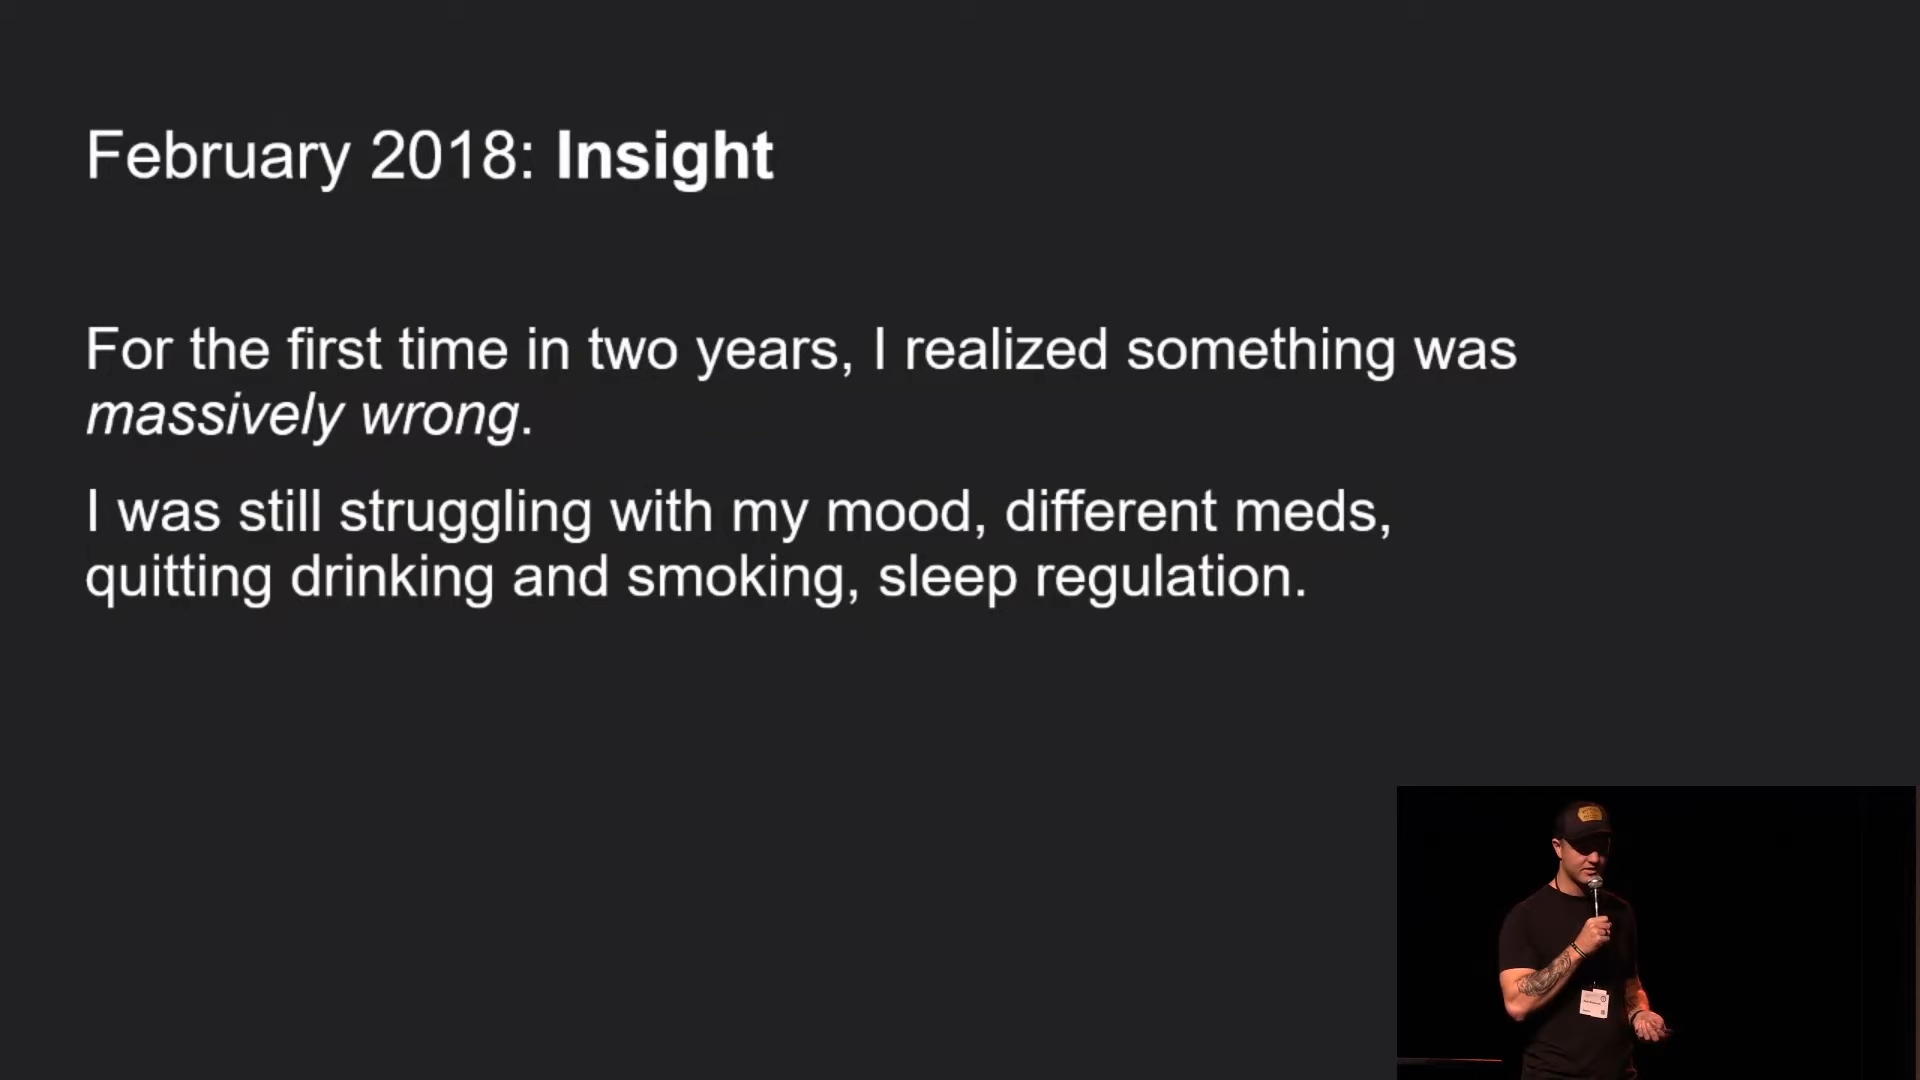 February 2018: Insight
For the first time in two years, I realized something was
massively wrong.
I was still struggling with my mood, different meds,
quitting drinking and smoking, sleep regulation.